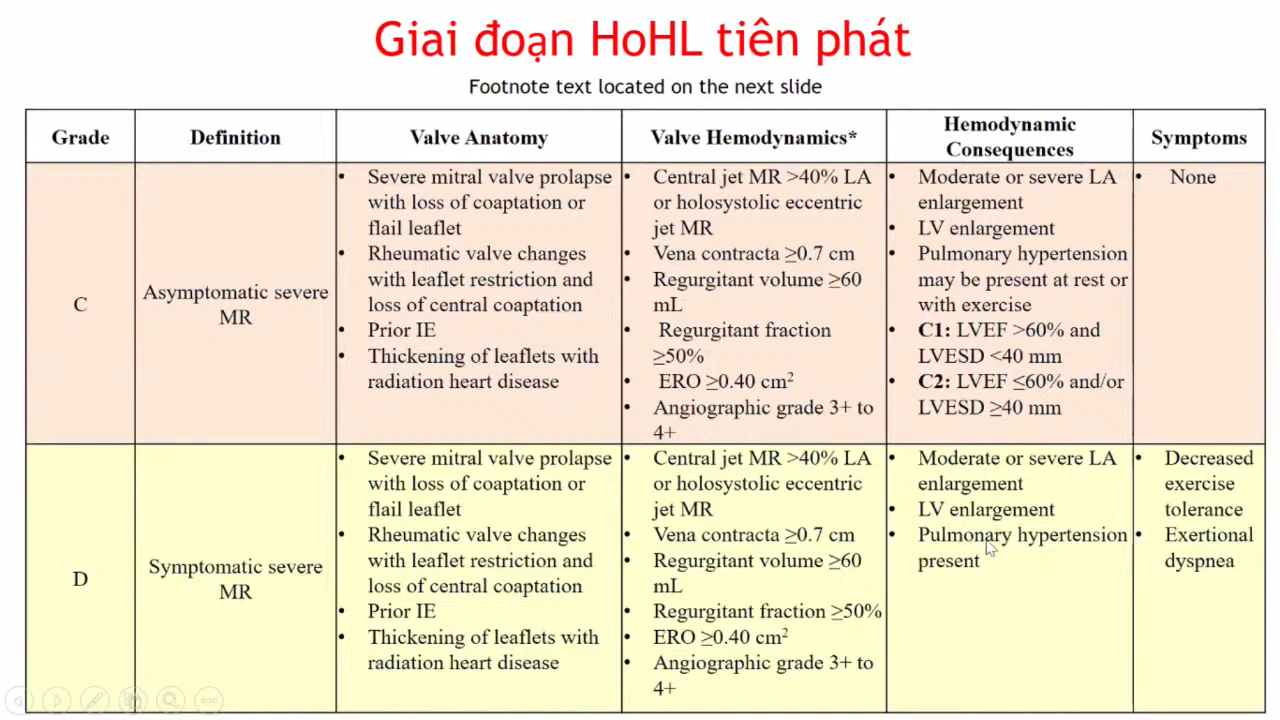 Giai đoạn HoHL tiên phát
Footnote text located on the next slide
Grade
Definition
Valve Anatomy
Valve Hemodynamics*
Hemodynamic
Consequences
Symptoms
C
Asymptomatic severe
MR
• Severe mitral valve prolapse
with loss of coaptation or
flail leaflet
• Rheumatic valve changes
with leaflet restriction and
loss of central coaptation
• Prior IE
• Thickening of leaflets with
radiation heart disease
• Central jet MR >40% LA
or holosystolic eccentric
jet MR
• Vena contracta ≥0.7 cm
• Regurgitant volume ≥60
mL
• Regurgitant fraction
≥50%
• ERO ≥0.40 cm²
• Angiographic grade 3+ to
4+
• Moderate or severe LA
enlargement
• LV enlargement
• Pulmonary hypertension
may be present at rest or
with exercise
• C1: LVEF >60% and
LVESD <40 mm
• C2: LVEF ≤60% and/or
LVESD ≥40 mm
• None
D
Symptomatic severe
MR
• Severe mitral valve prolapse
with loss of coaptation or
flail leaflet
• Rheumatic valve changes
with leaflet restriction and
loss of central coaptation
• Prior IE
• Thickening of leaflets with
radiation heart disease
• Central jet MR >40% LA
or holosystolic eccentric
jet MR
• Vena contracta ≥0.7 cm
• Regurgitant volume ≥60
mL
• Regurgitant fraction ≥50%
• ERO ≥0.40 cm²
• Angiographic grade 3+ to
4+
• Moderate or severe LA
enlargement
• LV enlargement
• Pulmonary hypertension
present
• Decreased
exercise
tolerance
• Exertional
dyspnea